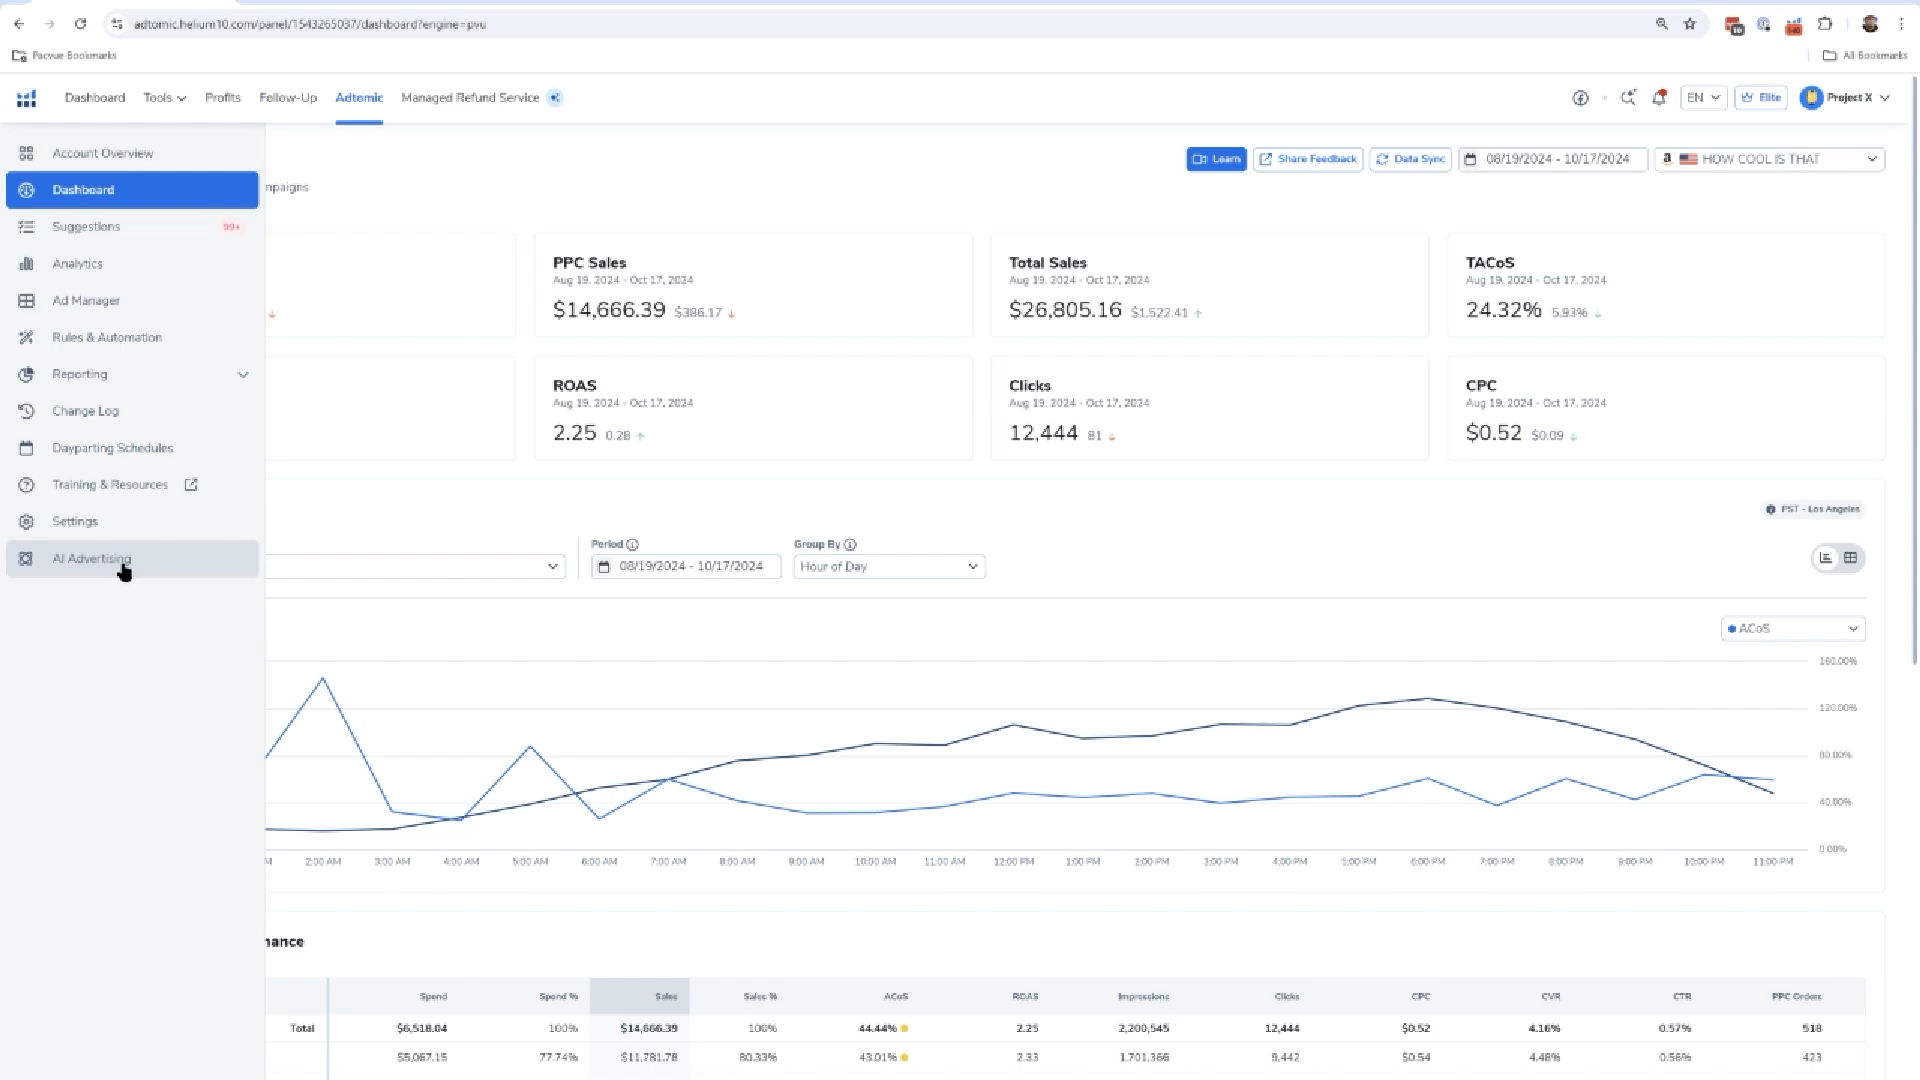 adtomic.helium10.com/panel/1543265037/dashboard?engine=pvu
Pacvue Bookmarks
All Bookmarks
Dashboard Tools Profits Follow-Up Adtomic Managed Refund Service
EN Elite Project X
Account Overview
Dashboard
Suggestions 99+
Analytics
Ad Manager
Rules & Automation
Reporting
Change Log
Dayparting Schedules
Training & Resources
Settings
AI Advertising
Learn Share Feedback Data Sync 08/19/2024 - 10/17/2024 a HOW COOL IS THAT
mpaigns
PPC Sales
Aug 19, 2024 - Oct 17, 2024
$14,666.39 $386.17
Total Sales
Aug 19, 2024 - Oct 17, 2024
$26,805.16 $1,522.41
TACoS
Aug 19, 2024 - Oct 17, 2024
24.32% 5.93%
ROAS
Aug 19, 2024 - Oct 17, 2024
2.25 0.28
Clicks
Aug 19, 2024 - Oct 17, 2024
12,444 81
CPC
Aug 19, 2024 - Oct 17, 2024
$0.52 $0.09
PST - Los Angeles
Period Group By
08/19/2024 - 10/17/2024 Hour of Day
ACoS
160.00%
120.00%
80.00%
40.00%
0.00%
M 2:00 AM 3:00 AM 4:00 AM 5:00 AM 6:00 AM 7:00 AM 8:00 AM 9:00 AM 10:00 AM 11:00 AM 12:00 PM 1:00 PM 2:00 PM 3:00 PM 4:00 PM 5:00 PM 6:00 PM 7:00 PM 8:00 PM 9:00 PM 10:00 PM 11:00 PM
nance
Spend Spend % Sales Sales % ACoS ROAS Impressions Clicks CPC CVR CTR PPC Orders
Total $6,518.04 100% $14,666.39 100% 44.44% 2.25 2,200,545 12,444 $0.52 4.16% 0.57% 518
$5,067.15 77.74% $11,781.78 80.33% 43.01% 2.33 1,701,366 9,442 $0.54 4.48% 0.56% 423